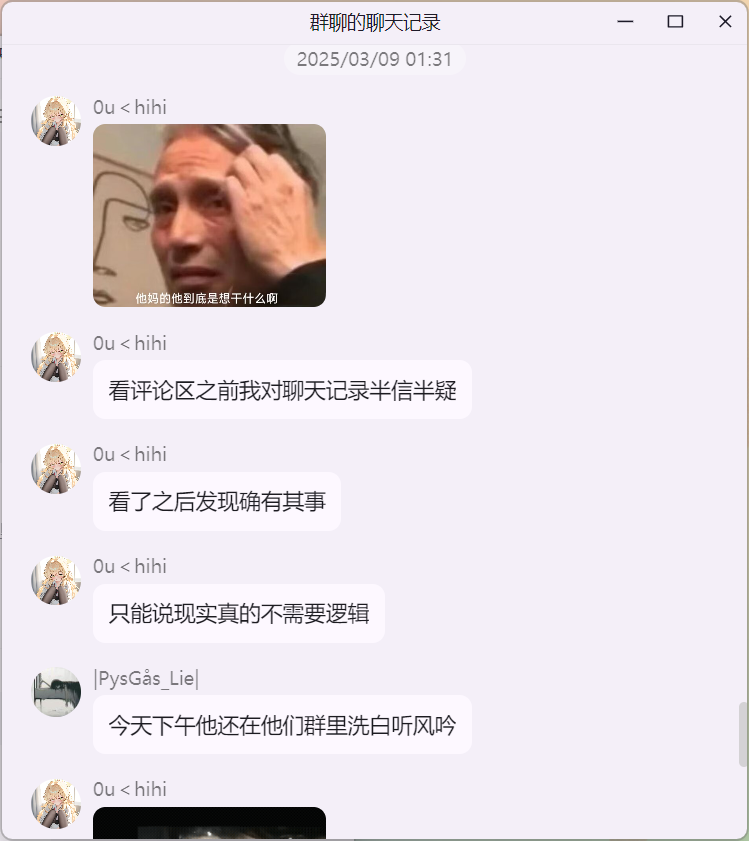 群聊的聊天记录
2025/03/09 01:31
0u < hihi
他妈的他到底是想干什么啊
0u < hihi
看评论区之前我对聊天记录半信半疑
0u < hihi
看了之后发现确有其事
0u < hihi
只能说现实真的不需要逻辑
|PysGås_Lie|
今天下午他还在他们群里洗白听风吟
0u < hihi